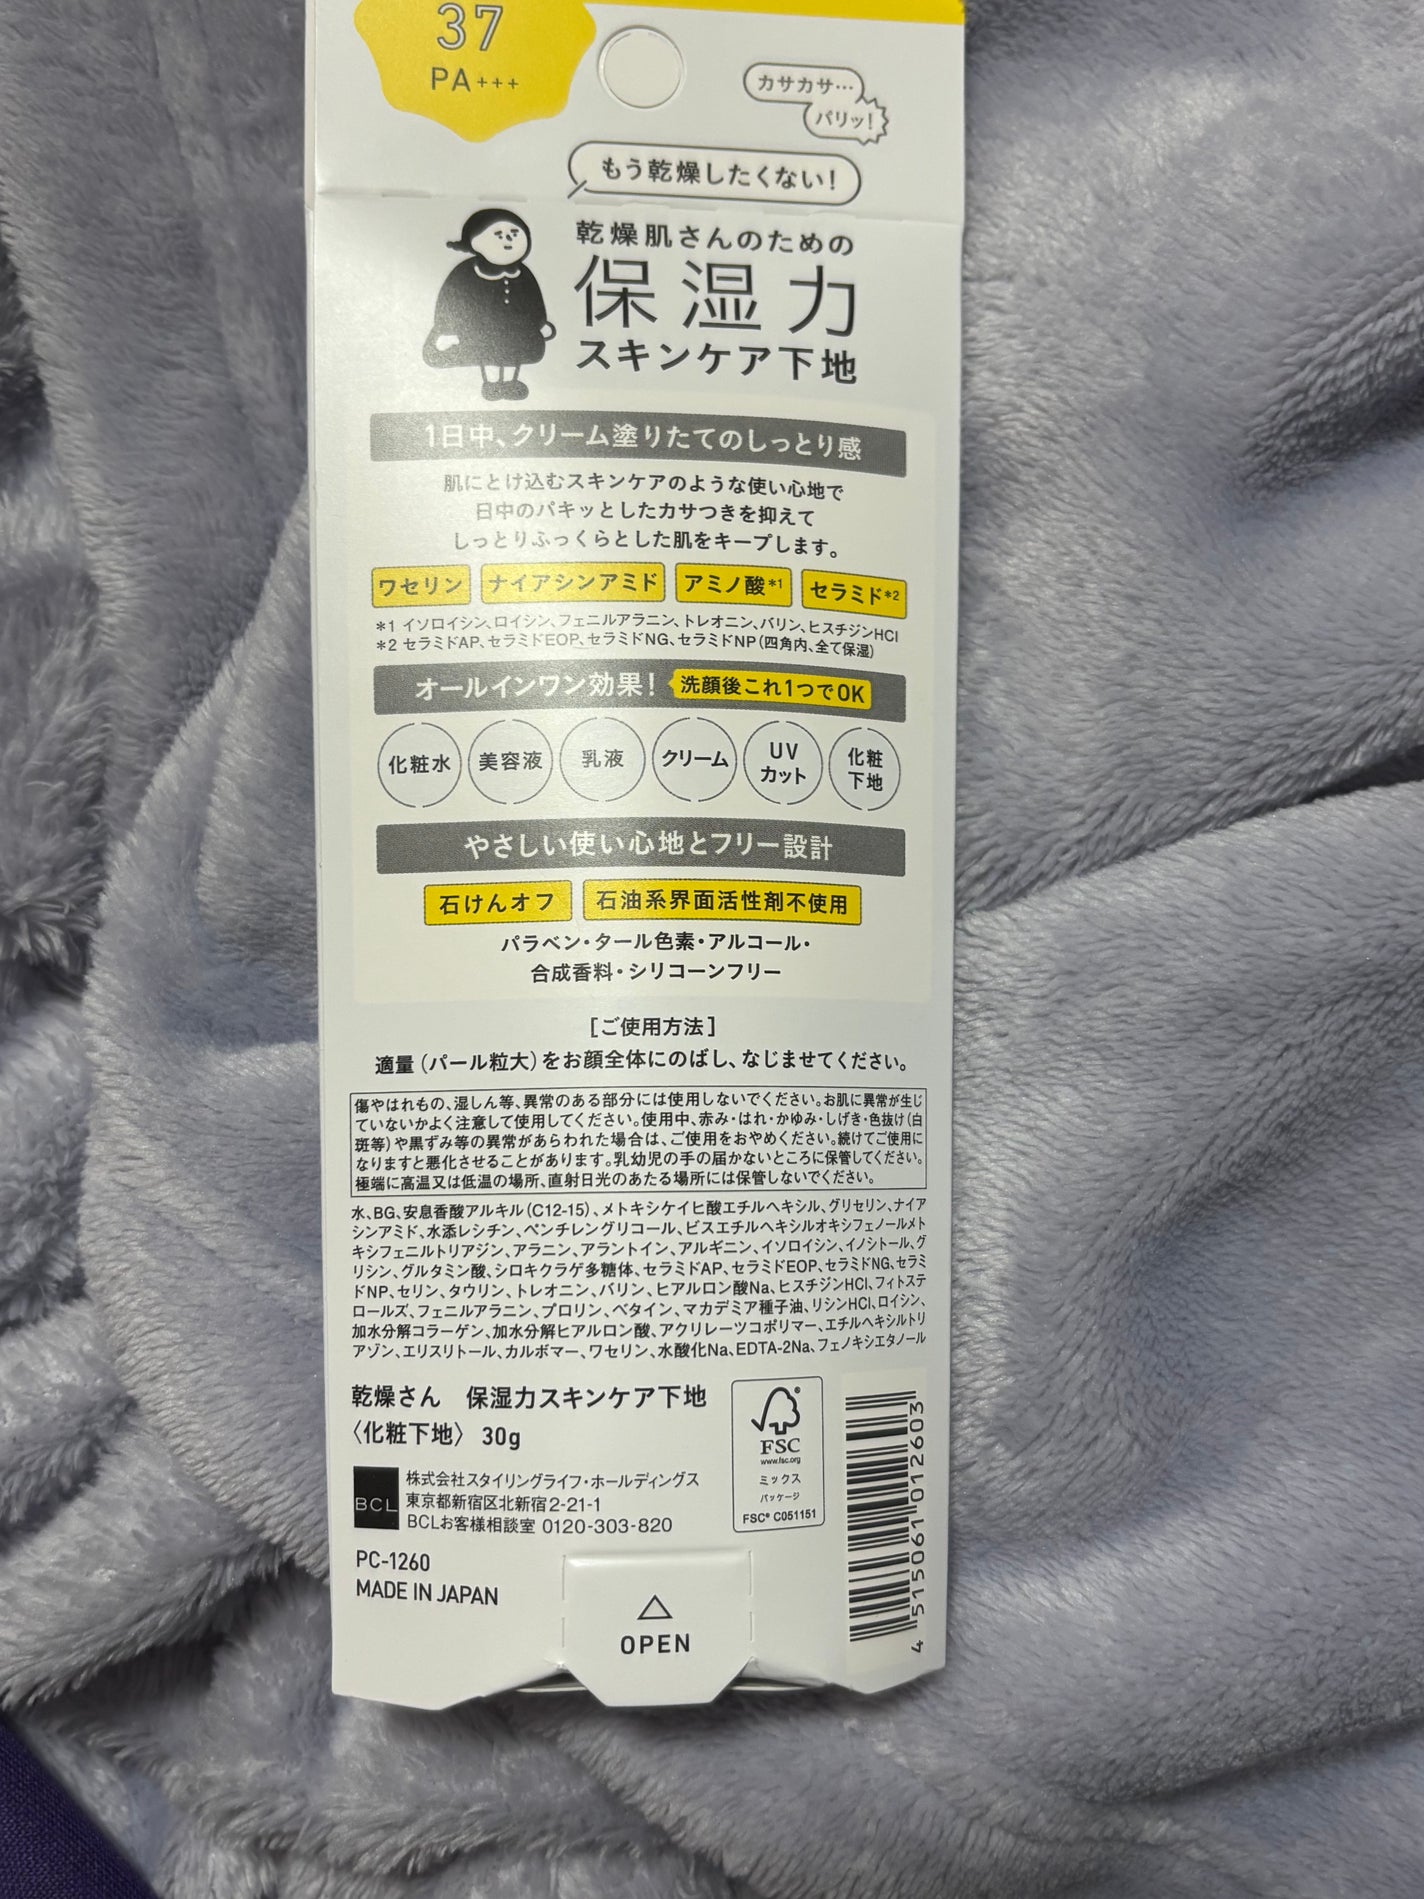 37
PA+++
カサカサ…
パリッ!
もう乾燥したくない!
乾燥肌さんのための
保湿力
スキンケア下地
1日中、クリーム塗りたてのしっとり感
肌にとけ込むスキンケアのような使い心地で
日中のパキッとしたカサつきを抑えて
しっとりふっくらとした肌をキープします。
ワセリン ナイアシンアミド アミノ酸*1 セラミド*2
*1 イソロイシン、ロイシン、フェニルアラニン、トレオニン、バリン、ヒスチジンHCI
*2 セラミドAP、セラミドEOP、セラミドNG、セラミドNP(四角内、全て保湿)
オールインワン効果! 洗顔後これ1つでOK
化粧水 美容液 乳液 クリーム UVカット 化粧下地
やさしい使い心地とフリー設計
石けんオフ 石油系界面活性剤不使用
パラベン・タール色素・アルコール・
合成香料・シリコーンフリー
[ご使用方法]
適量(パール粒大)をお顔全体にのばし、なじませてください。
傷やはれもの、湿しん等、異常のある部分には使用しないでください。お肌に異常が生じ
ていないかよく注意して使用してください。使用中、赤み・はれ・かゆみ・しげき・色抜け(白
斑等)や黒ずみ等の異常があらわれた場合は、ご使用をおやめください。続けてご使用に
なりますと悪化させることがあります。乳幼児の手の届かないところに保管してください。
極端に高温又は低温の場所、直射日光のあたる場所には保管しないでください。
水、BG、安息香酸アルキル(C12-15)、メトキシケイヒ酸エチルヘキシル、グリセリン、ナイア
シンアミド、水添レシチン、ペンチレングリコール、ビスエチルヘキシルオキシフェノールメト
キシフェニルトリアジン、アラニン、アラントイン、アルギニン、イソロイシン、イノシトール、グ
リシン、グルタミン酸、シロキクラゲ多糖体、セラミドAP、セラミドEOP、セラミドNG、セラミ
ドNP、セリン、タウリン、トレオニン、バリン、ヒアルロン酸Na、ヒスチジンHCI、フィトステ
ロールズ、フェニルアラニン、プロリン、ベタイン、マカデミア種子油、リシンHCI、ロイシン、
加水分解コラーゲン、加水分解ヒアルロン酸、アクリレーツコポリマー、エチルヘキシルトリ
アゾン、エリスリトール、カルボマー、ワセリン、水酸化Na、EDTA-2Na、フェノキシエタノール
乾燥さん 保湿力スキンケア下地
〈化粧下地〉 30g
BCL
株式会社スタイリングライフ・ホールディングス
東京都新宿区北新宿2-21-1
BCLお客様相談室 0120-303-820
PC-1260
MADE IN JAPAN
FSC
www.fsc.org
ミックス
パッケージ
FSC® C051151
4 515061 012603
OPEN